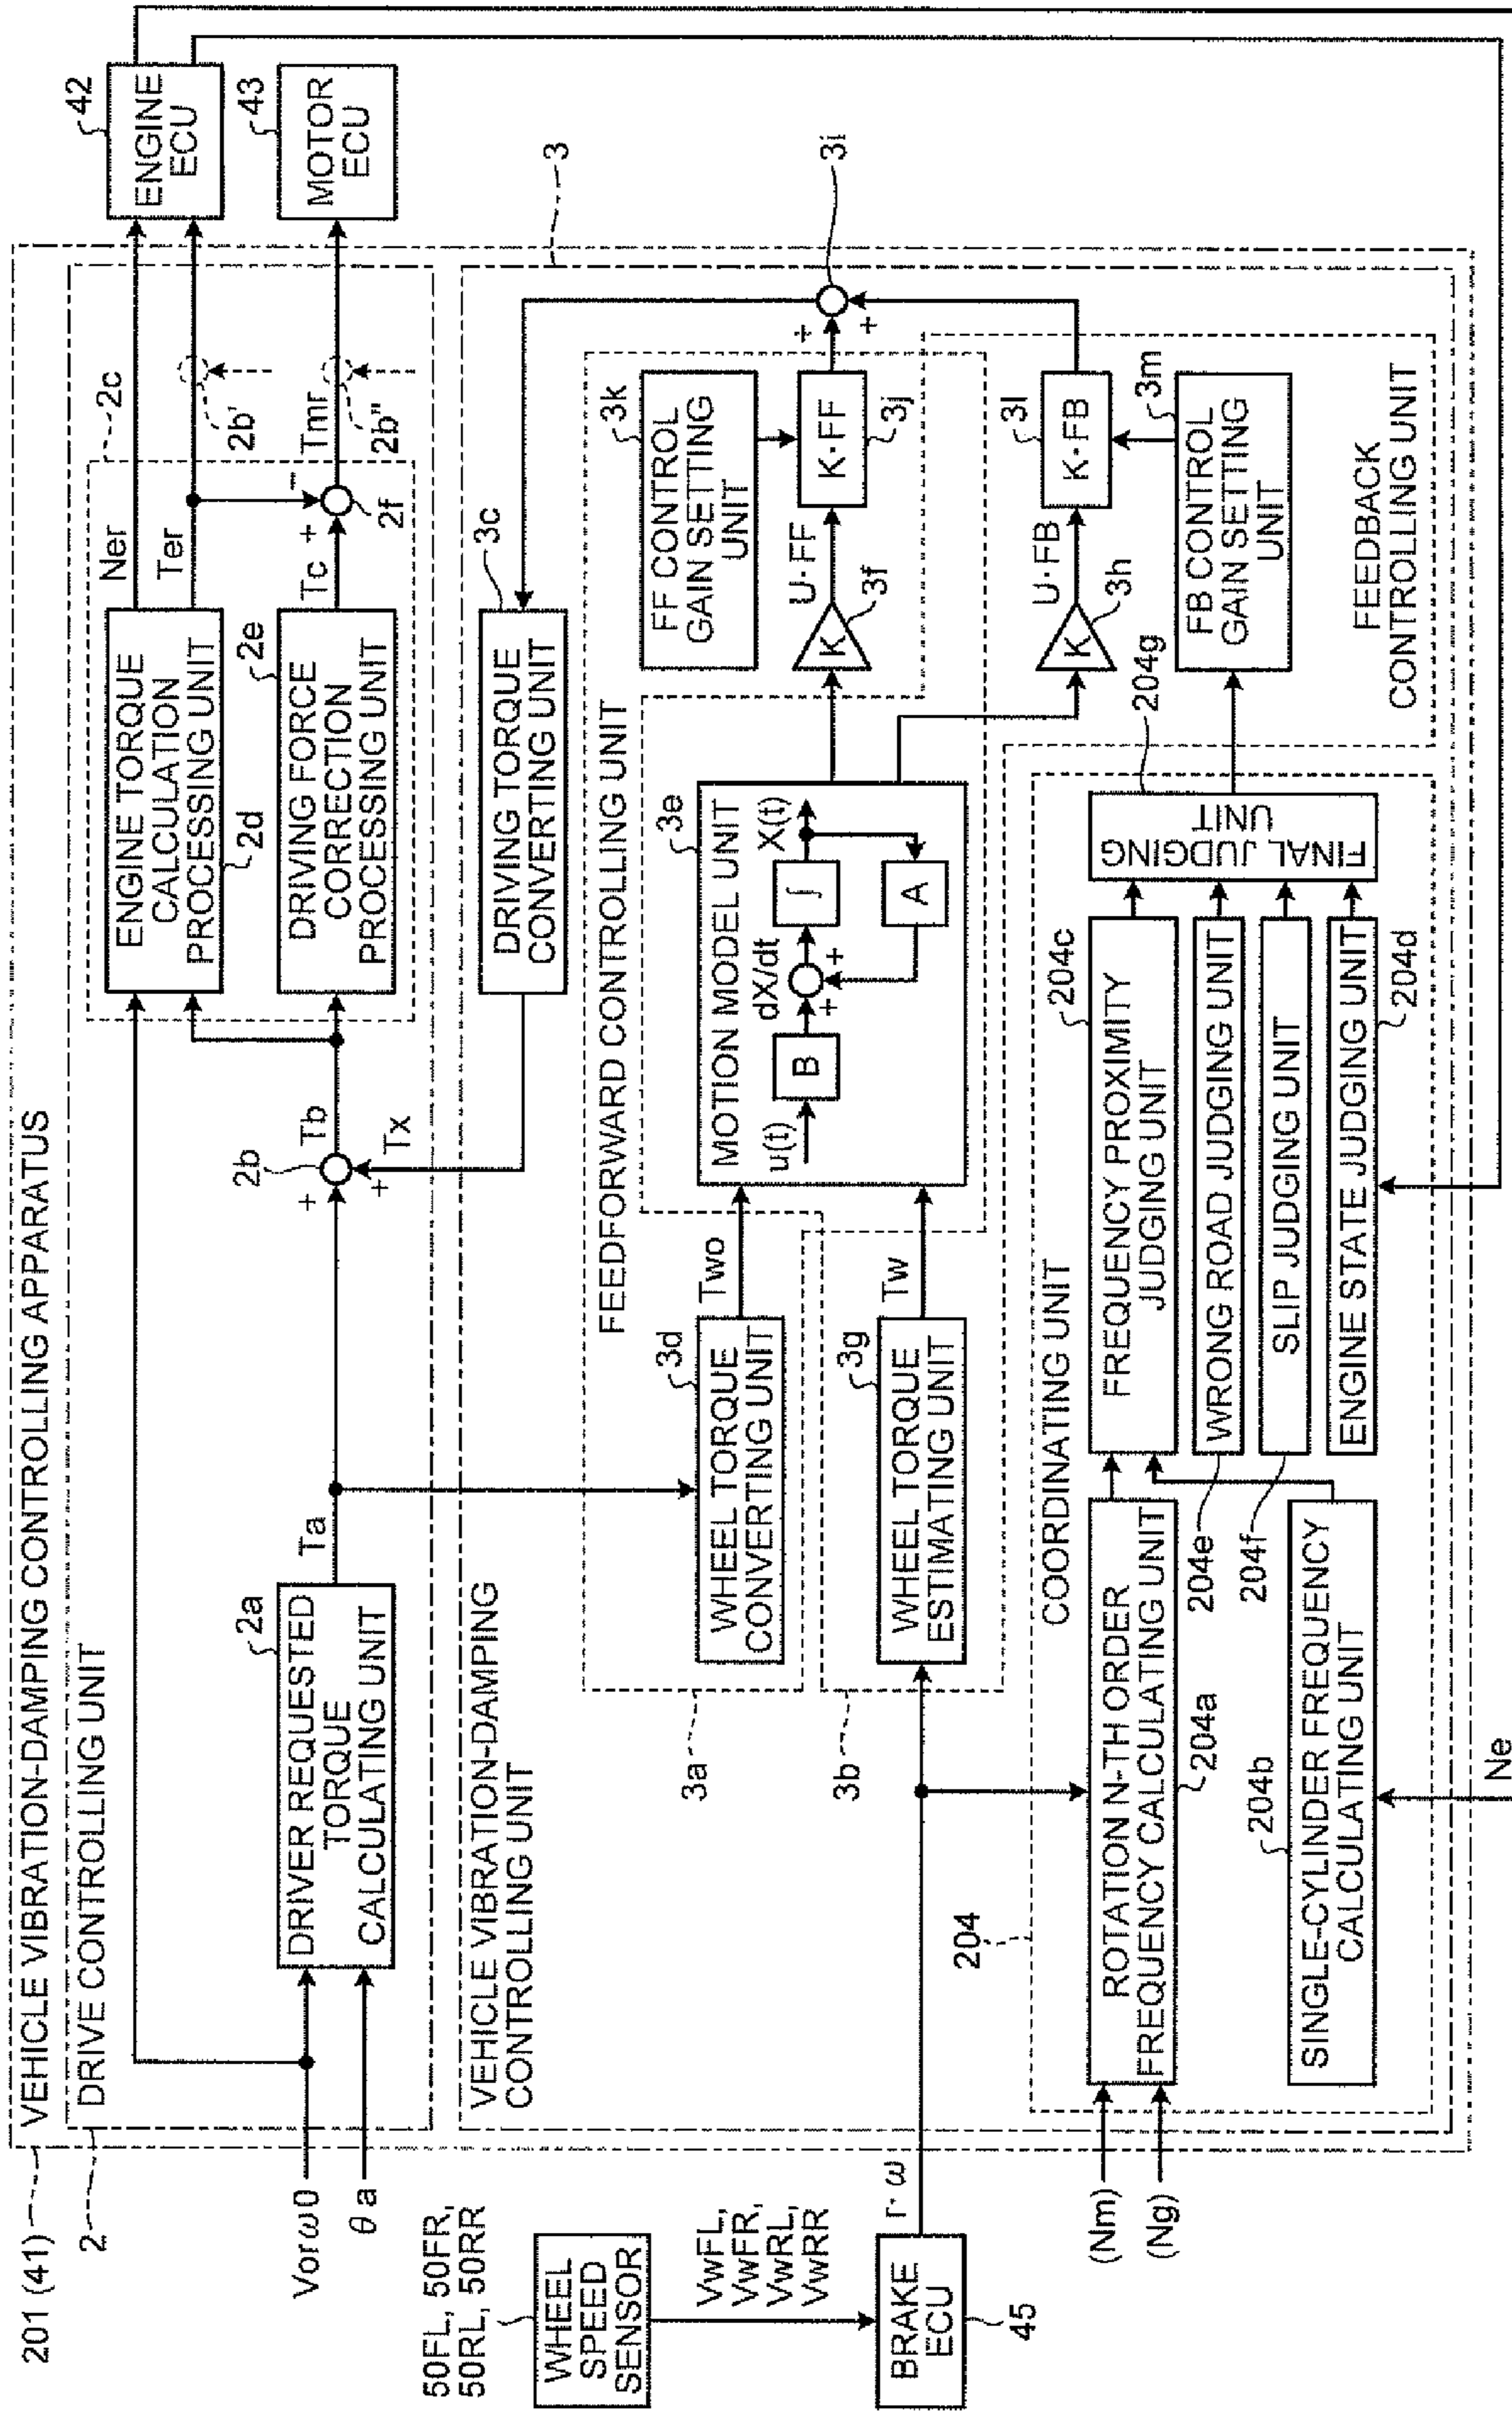 201 (41)
VEHICLE VIBRATION-DAMPING CONTROLLING APPARATUS
2
DRIVE CONTROLLING UNIT
Vorω0
θa
2a
DRIVER REQUESTED
TORQUE
CALCULATING UNIT
Ta
2b
+
+
Tb
Tx
ENGINE TORQUE
CALCULATION
PROCESSING UNIT
2d
2e
DRIVING FORCE
CORRECTION
PROCESSING UNIT
2c
Ner
Ter
Tc
+
−
2f
Tmr
2b'
2b"
42
ENGINE
ECU
43
MOTOR
ECU
VEHICLE VIBRATION-DAMPING
CONTROLLING UNIT
3
3c
DRIVING TORQUE
CONVERTING UNIT
3i
+
+
FEEDFORWARD CONTROLLING UNIT
3a
3d
WHEEL TORQUE
CONVERTING UNIT
Two
3e
MOTION MODEL UNIT
u(t)
B
dX/dt
+
+
∫
X(t)
A
K
3f
U·FF
3k
FF CONTROL
GAIN SETTING
UNIT
K·FF
3j
50FL, 50FR,
50RL, 50RR
WHEEL
SPEED
SENSOR
VwFL,
VwFR,
VwRL,
VwRR
BRAKE
ECU
45
r·ω
3b
3g
WHEEL TORQUE
ESTIMATING UNIT
Tw
K
3h
U·FB
3l
K·FB
3m
FB CONTROL
GAIN SETTING
UNIT
FEEDBACK
CONTROLLING UNIT
204
COORDINATING UNIT
(Nm)
(Ng)
ROTATION N-TH ORDER
FREQUENCY CALCULATING UNIT
204a
204b
SINGLE-CYLINDER FREQUENCY
CALCULATING UNIT
Ne
204c
FREQUENCY PROXIMITY
JUDGING UNIT
WRONG ROAD JUDGING UNIT
204e
SLIP JUDGING UNIT
204f
ENGINE STATE JUDGING UNIT
204d
204g
FINAL JUDGING
UNIT